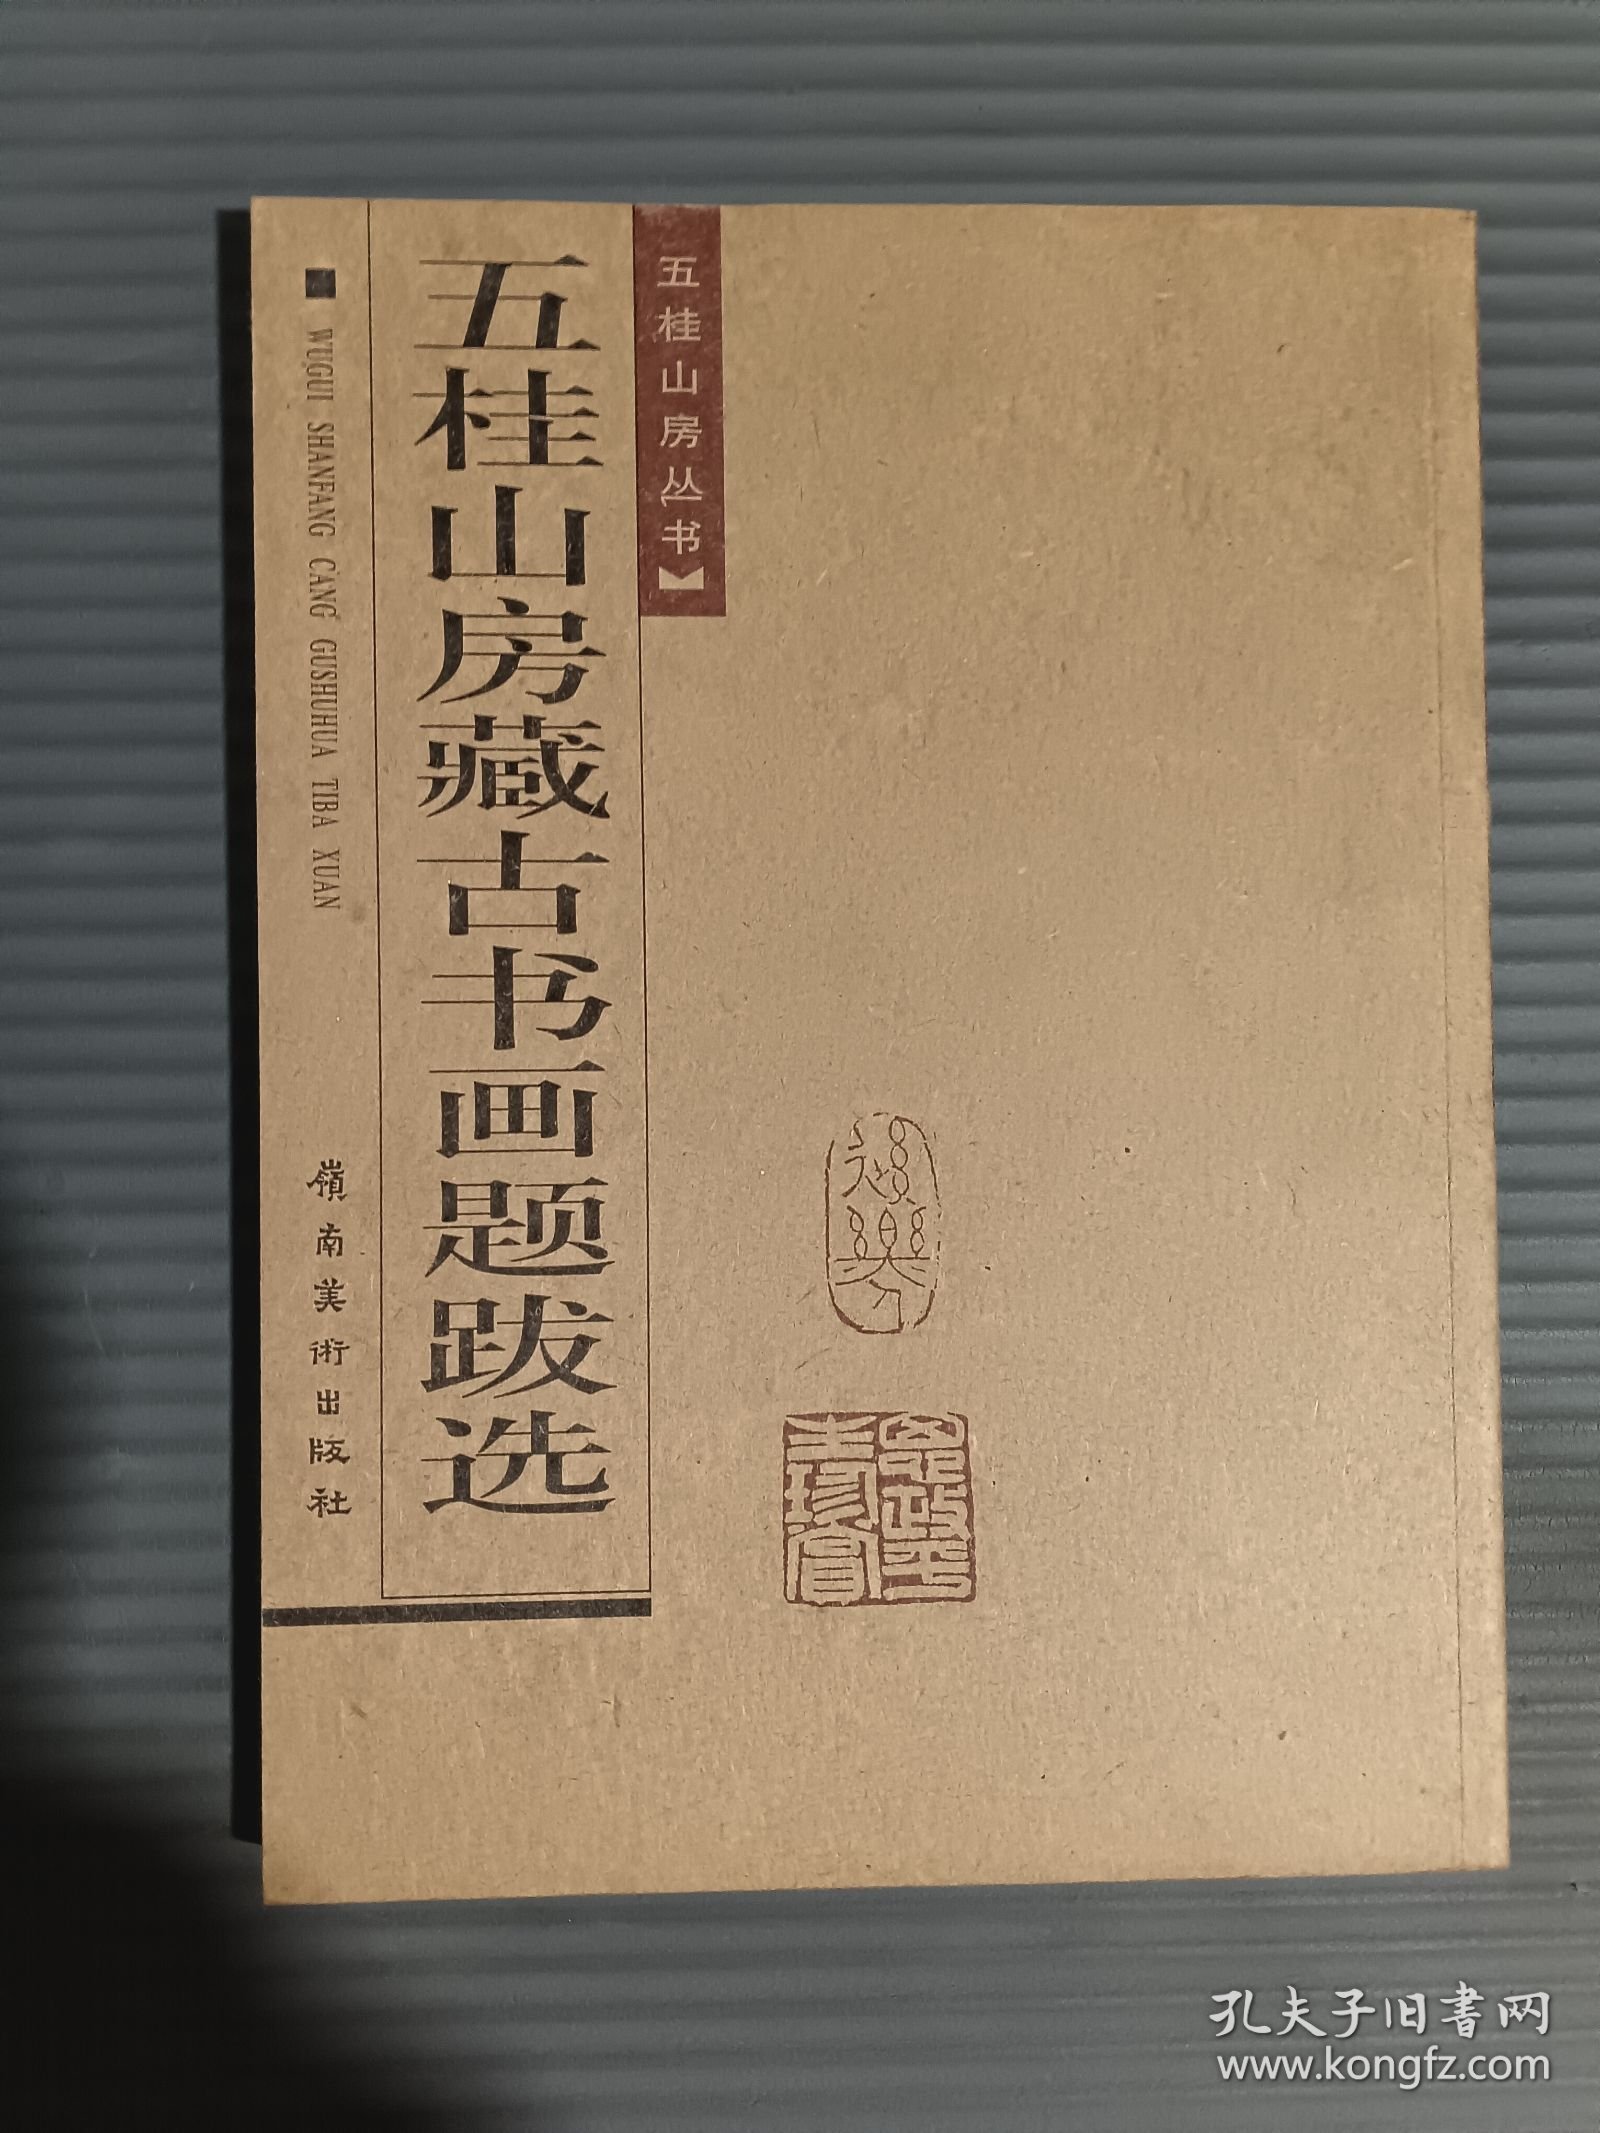 五桂山房丛书】
五桂山房藏古书画题跋选
WUGUI SHANFANG CANG GUSHUHUA TIBA XUAN
嶺南美術出版社
孔夫子旧書网
www.kongfz.com